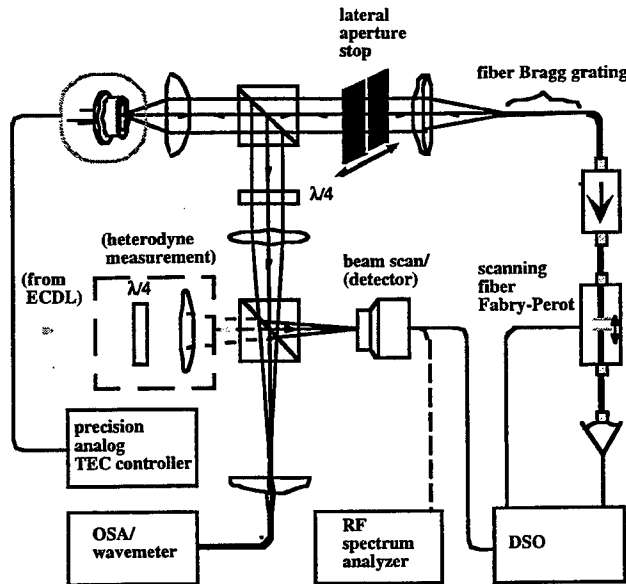 lateral
aperture
stop
fiber Bragg grating
λ/4
(heterodyne
measurement)
λ/4
(from
ECDL)
beam scan/
(detector)
scanning
fiber
Fabry-Perot
precision
analog
TEC controller
OSA/
wavemeter
RF
spectrum
analyzer
DSO